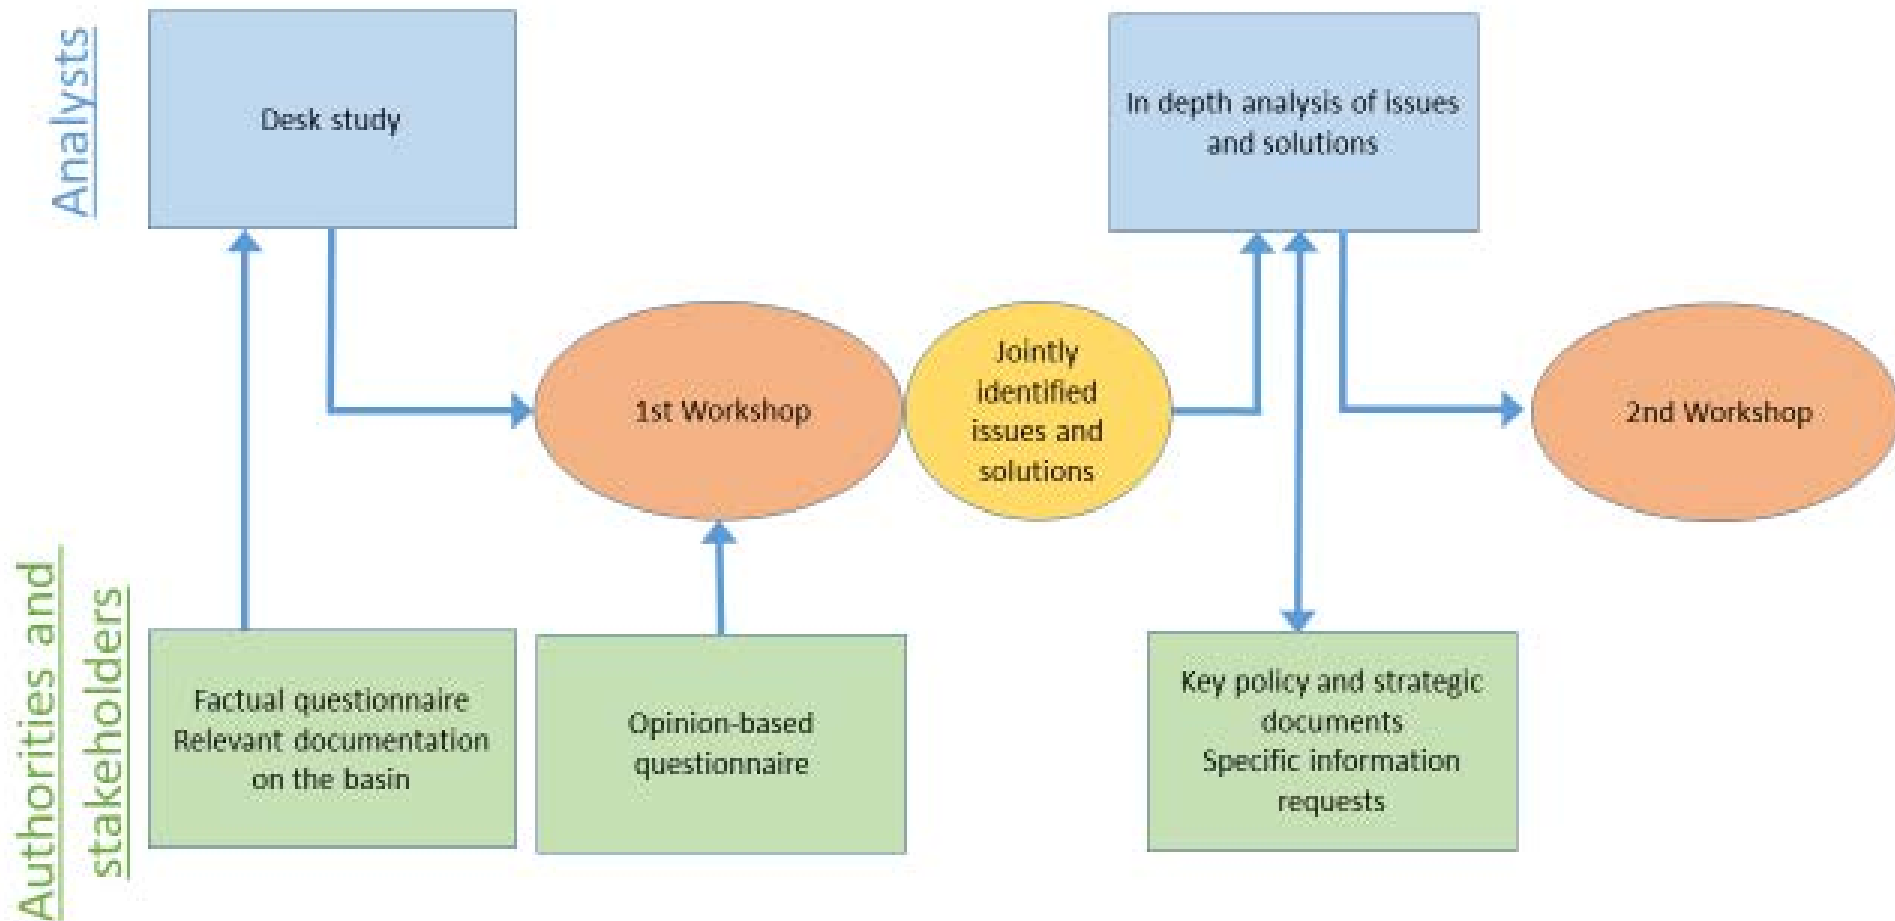 Analysts
Desk study
In depth analysis of issues
and solutions
1st Workshop
Jointly
identified
issues and
solutions
2nd Workshop
Authorities and
stakeholders
Factual questionnaire
Relevant documentation
on the basin
Opinion-based
questionnaire
Key policy and strategic
documents
Specific information
requests